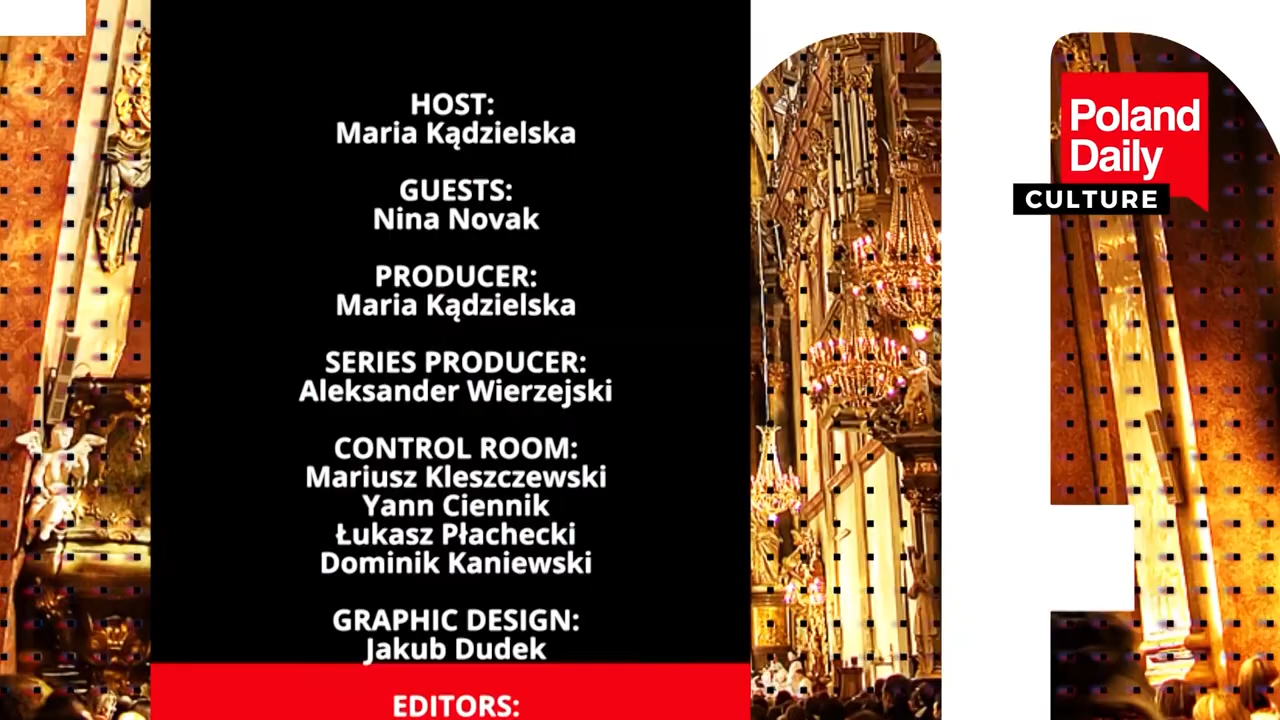 HOST:
Maria Kądzielska
GUESTS:
Nina Novak
PRODUCER:
Maria Kądzielska
SERIES PRODUCER:
Aleksander Wierzejski
CONTROL ROOM:
Mariusz Kleszczewski
Yann Ciennik
Łukasz Płachecki
Dominik Kaniewski
GRAPHIC DESIGN:
Jakub Dudek
EDITORS:
Poland
Daily
CULTURE